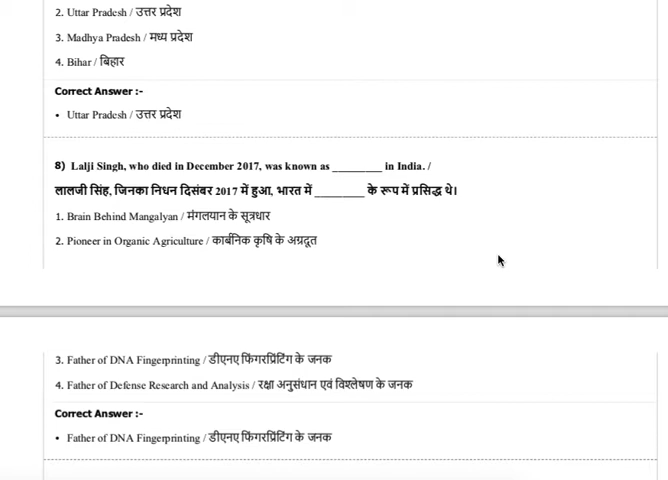 2. Uttar Pradesh / उत्तर प्रदेश
3. Madhya Pradesh / मध्य प्रदेश
4. Bihar / बिहार
Correct Answer :-
• Uttar Pradesh / उत्तर प्रदेश
8) Lalji Singh, who died in December 2017, was known as ________ in India. /
लालजी सिंह, जिनका निधन दिसंबर 2017 में हुआ, भारत में ________ के रूप में प्रसिद्ध थे।
1. Brain Behind Mangalyan / मंगलयान के सूत्रधार
2. Pioneer in Organic Agriculture / कार्बनिक कृषि के अग्रदूत
3. Father of DNA Fingerprinting / डीएनए फिंगरप्रिंटिंग के जनक
4. Father of Defense Research and Analysis / रक्षा अनुसंधान एवं विश्लेषण के जनक
Correct Answer :-
• Father of DNA Fingerprinting / डीएनए फिंगरप्रिंटिंग के जनक